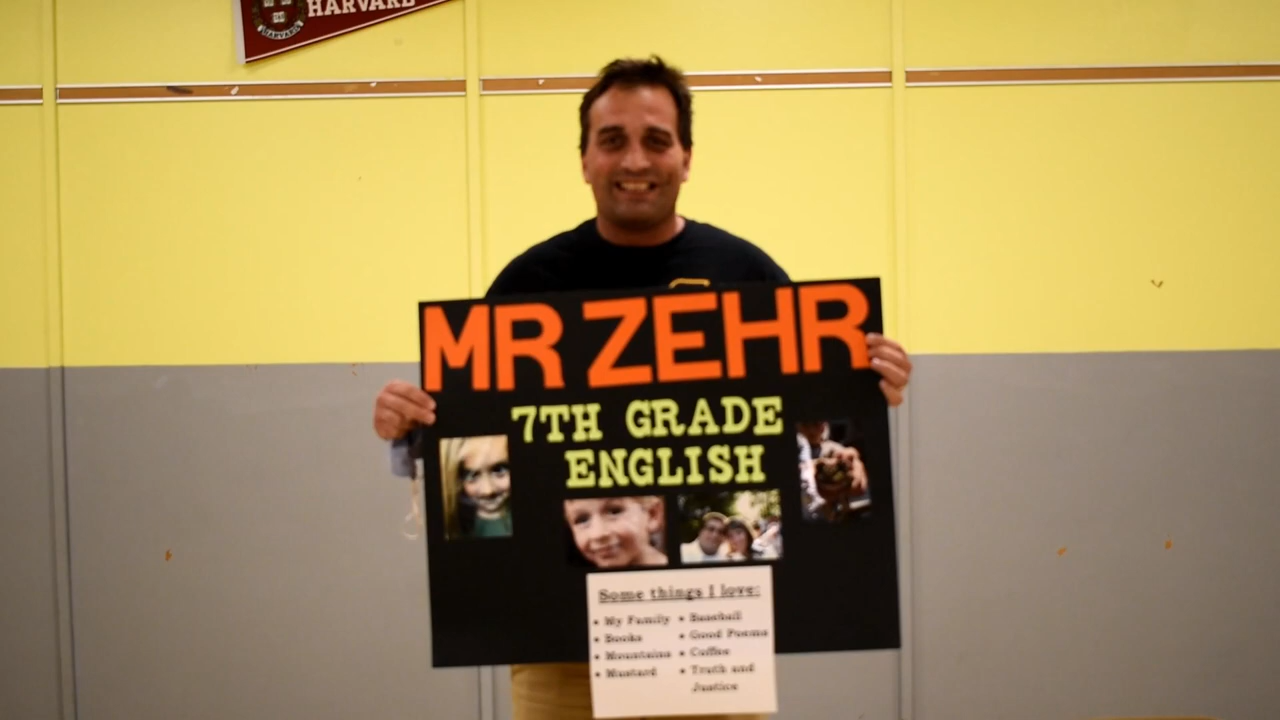 HARVARD
HARVARD
MR ZEHR
7TH GRADE
ENGLISH
Some things I love:
• My Family
• Books
• Mountains
• Mustard
• Baseball
• Good Poems
• Coffee
• Truth and
Justice